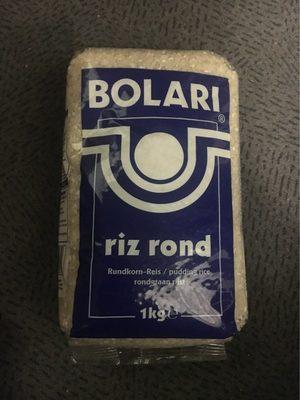 BOLARI
®
riz rond
Rundkorn-Reis / pudding rice
rondgraan rijst
1kg ℮